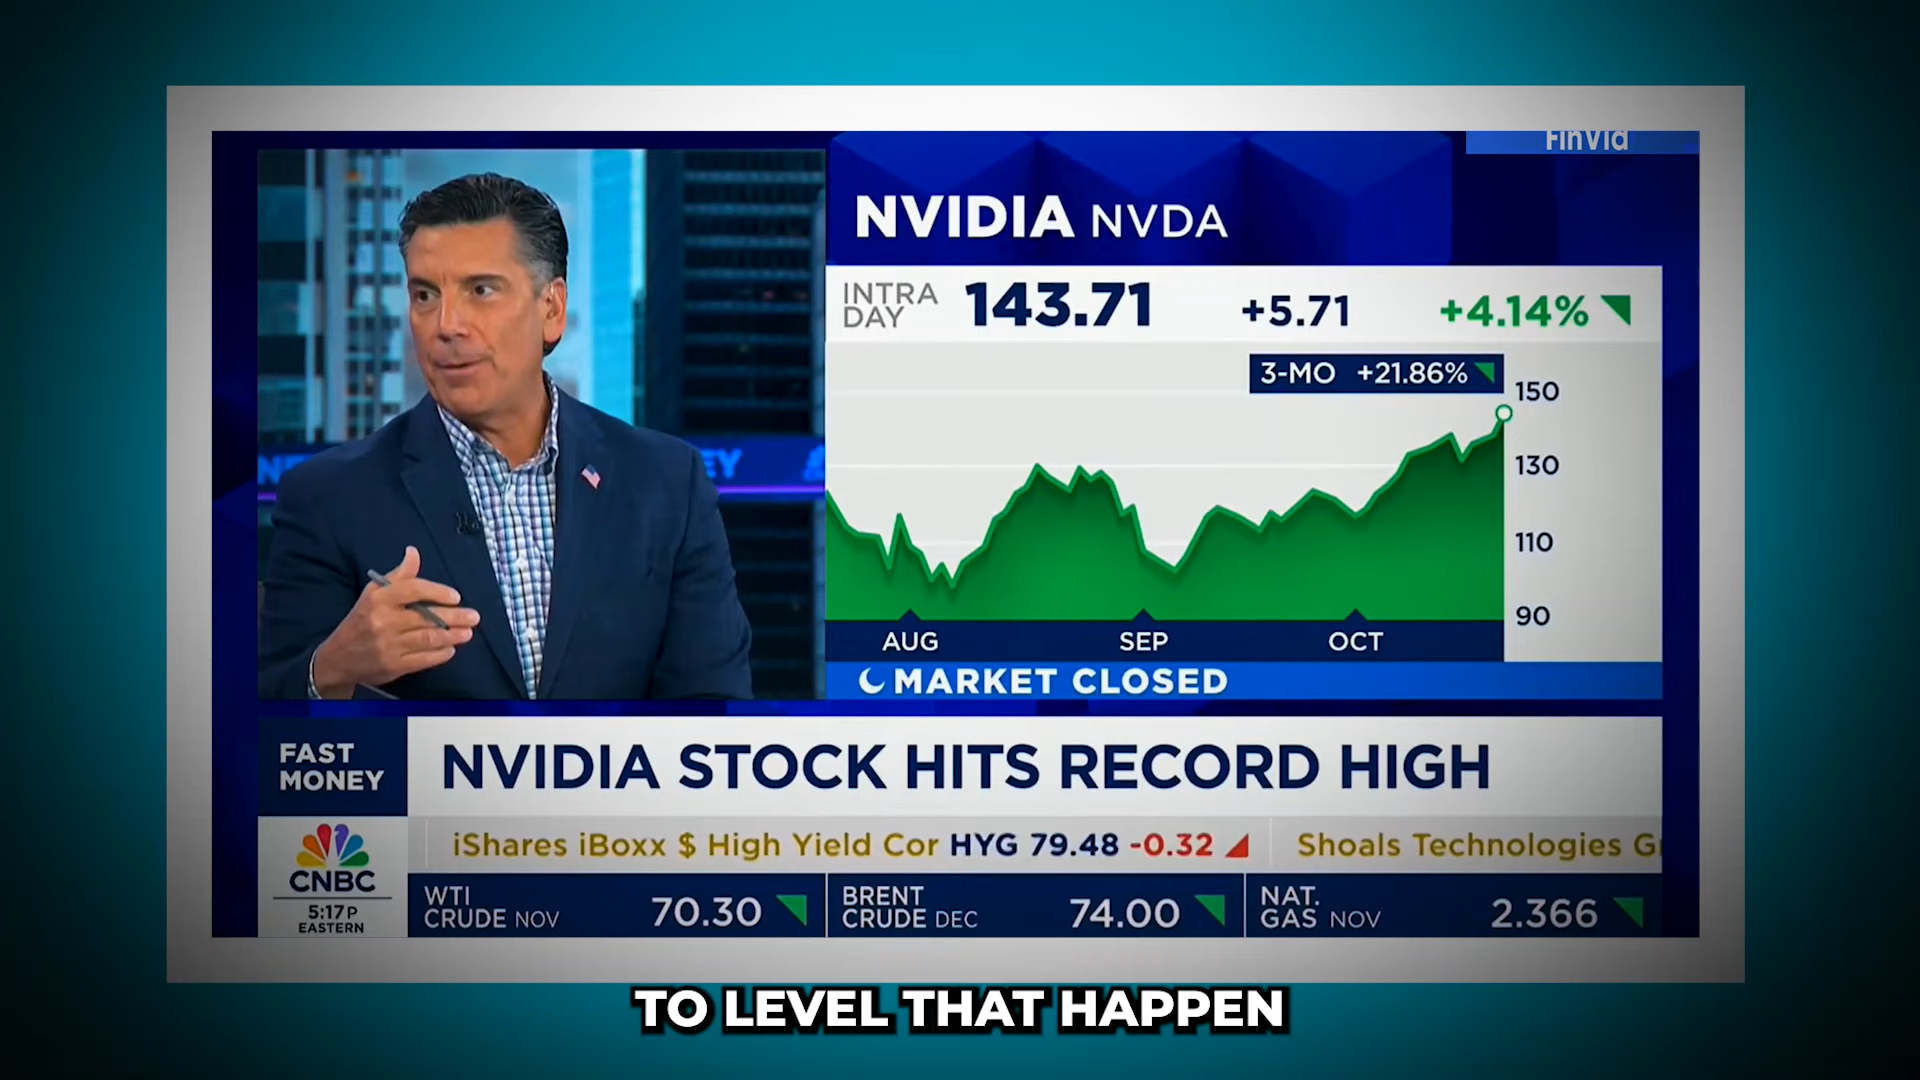 FinVid
NVIDIA NVDA
INTRA
DAY
143.71
+5.71
+4.14%
3-MO +21.86%
150
130
110
90
AUG
SEP
OCT
MARKET CLOSED
EY
FAST
MONEY
NVIDIA STOCK HITS RECORD HIGH
iShares iBoxx $ High Yield Cor HYG 79.48 -0.32
Shoals Technologies G
CNBC
5:17P
EASTERN
WTI
CRUDE NOV
70.30
BRENT
CRUDE DEC
74.00
NAT.
GAS NOV
2.366
TO LEVEL THAT HAPPEN